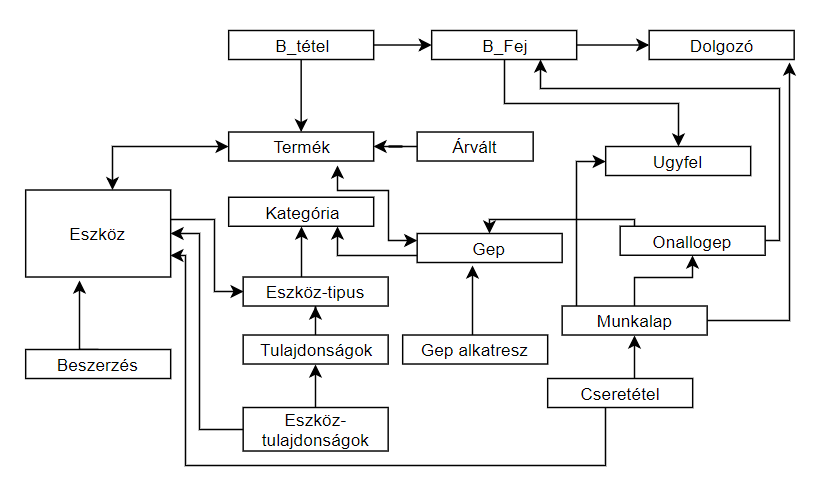 B_tétel
B_Fej
Dolgozó
Termék
Árvált
Ugyfel
Eszköz
Kategória
Gep
Onallogep
Eszköz-tipus
Munkalap
Beszerzés
Tulajdonságok
Gep alkatresz
Cseretétel
Eszköz-
tulajdonságok